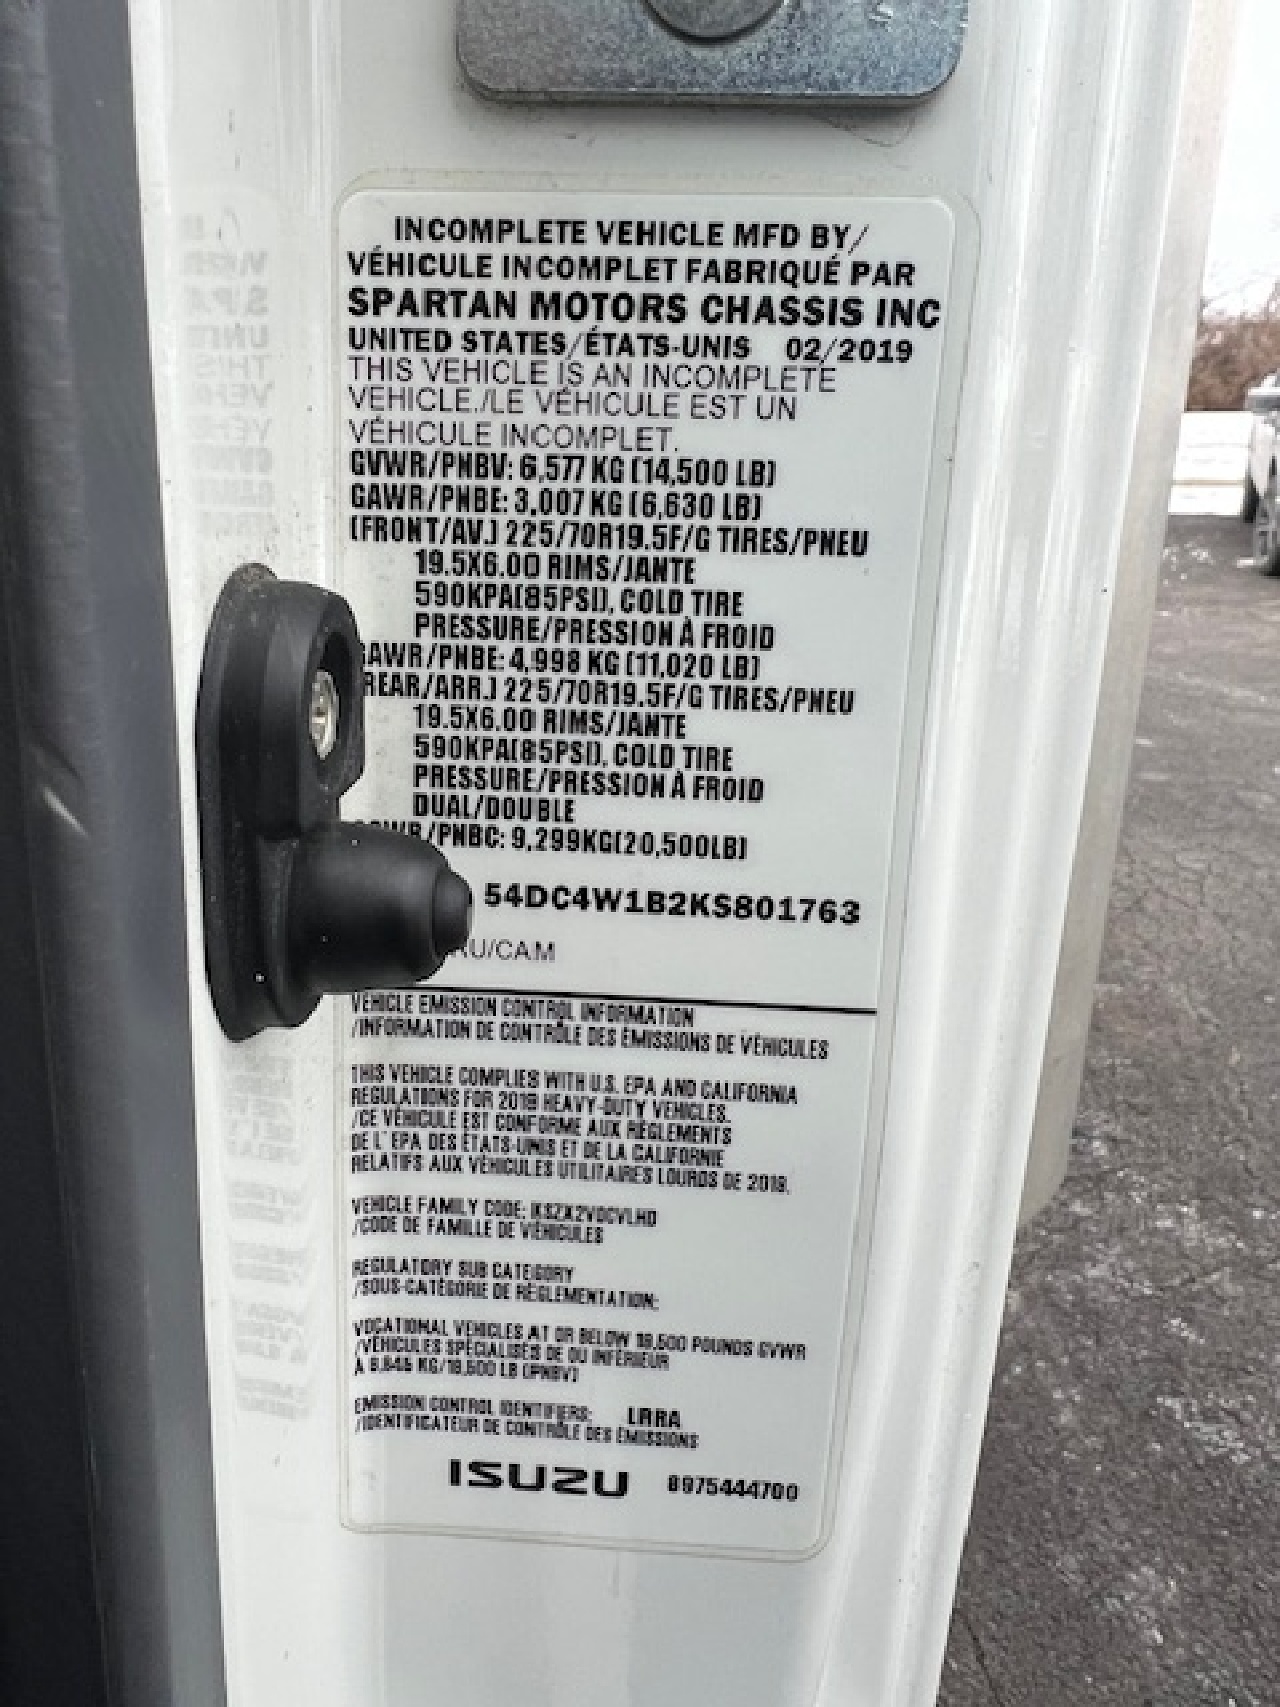 INCOMPLETE VEHICLE MFD BY/
VÉHICULE INCOMPLET FABRIQUÉ PAR
SPARTAN MOTORS CHASSIS INC
UNITED STATES/ÉTATS-UNIS 02/2019
THIS VEHICLE IS AN INCOMPLETE
VEHICLE./LE VÉHICULE EST UN
VÉHICULE INCOMPLET.
GVWR/PNBV: 6,577 KG (14,500 LB)
GAWR/PNBE: 3,007 KG (6,630 LB)
(FRONT/AV.) 225/70R19.5F/G TIRES/PNEU
19.5X6.00 RIMS/JANTE
590KPA(85PSI), COLD TIRE
PRESSURE/PRESSION À FROID
GAWR/PNBE: 4,998 KG (11,020 LB)
REAR/ARR.) 225/70R19.5F/G TIRES/PNEU
19.5X6.00 RIMS/JANTE
590KPA(85PSI), COLD TIRE
PRESSURE/PRESSION À FROID
DUAL/DOUBLE
/PNBC: 9,299KG(20,500LB)
54DC4W1B2KS801763
/CAM
VEHICLE EMISSION CONTROL INFORMATION
/INFORMATION DE CONTRÔLE DES ÉMISSIONS DE VÉHICULES
THIS VEHICLE COMPLIES WITH U.S. EPA AND CALIFORNIA
REGULATIONS FOR 2018 HEAVY-DUTY VEHICLES.
/CE VÉHICULE EST CONFORME AUX RÈGLEMENTS
DE L'EPA DES ÉTATS-UNIS ET DE LA CALIFORNIE
RELATIFS AUX VÉHICULES UTILITAIRES LOURDS DE 2018.
VEHICLE FAMILY CODE:
/CODE DE FAMILLE DE VÉHICULES
REGULATORY SUB CATEGORY
/SOUS-CATÉGORIE DE RÉGLEMENTATION:
VOCATIONAL VEHICLES AT OR BELOW 19,500 POUNDS GVWR
/VÉHICULES SPÉCIALISÉS DE OU INFÉRIEUR
À 8,845 KG/19,500 LB (PNBV)
EMISSION CONTROL IDENTIFIERS: LRRA
/IDENTIFICATEUR DE CONTRÔLE DES ÉMISSIONS
ISUZU 8975444700